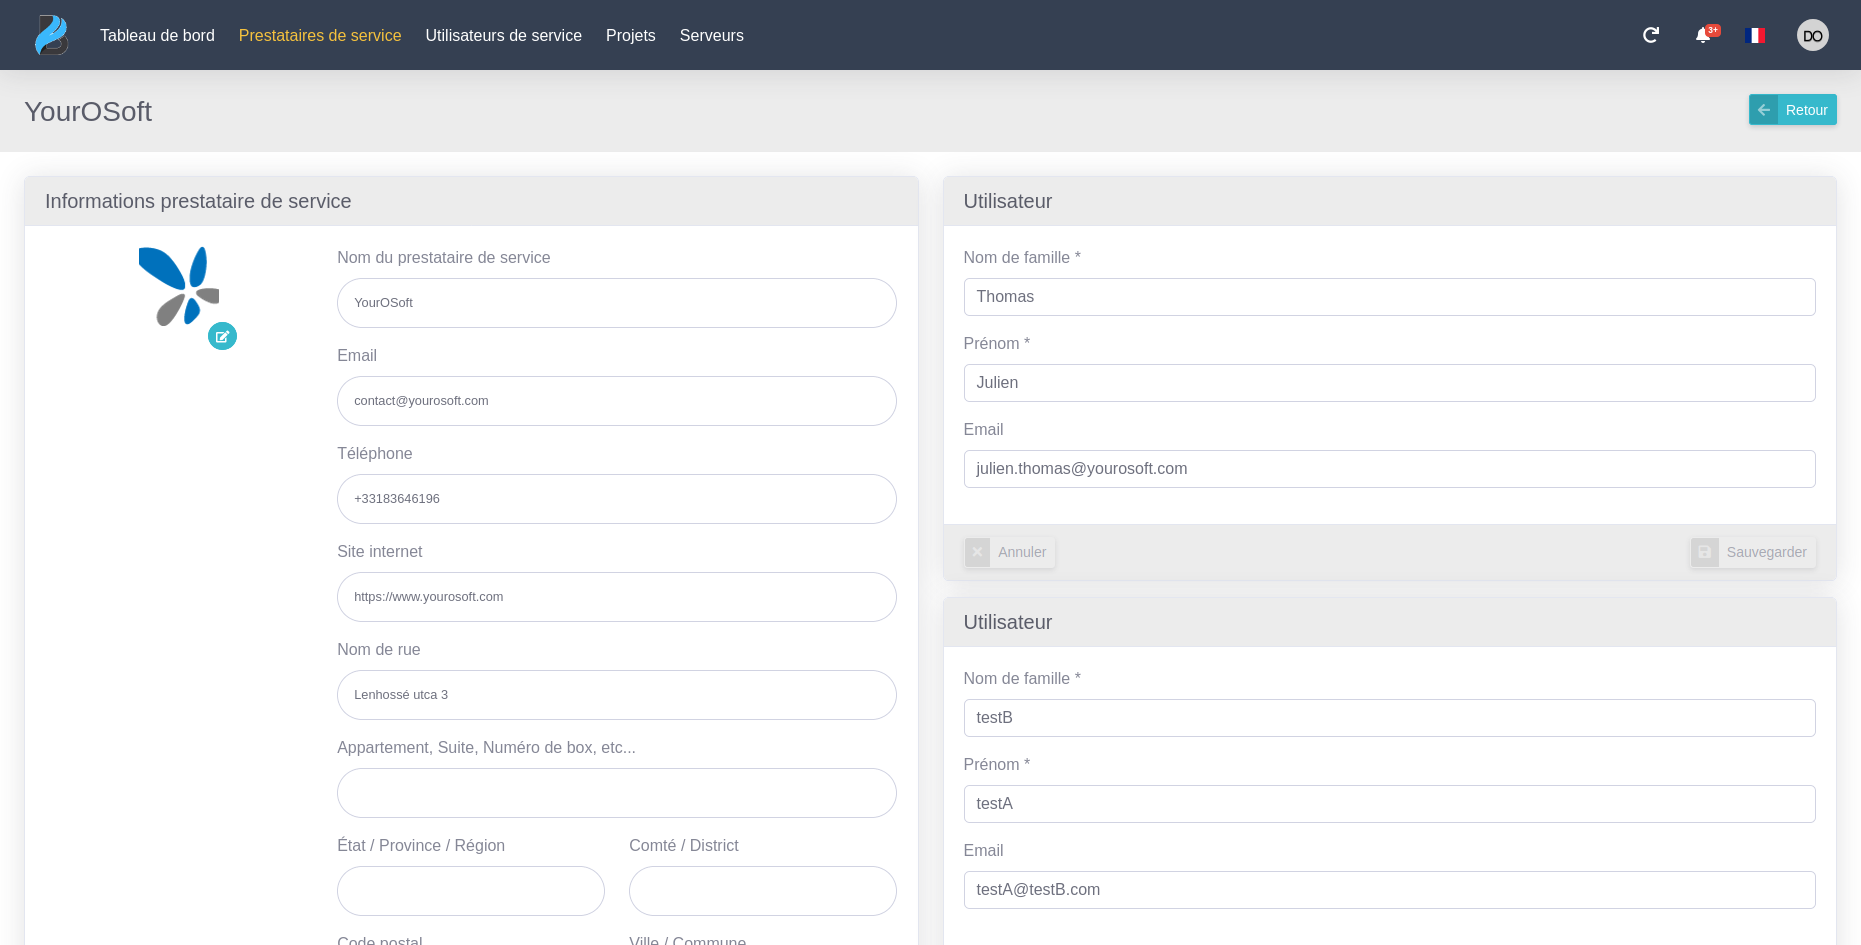 Tableau de bord
Prestataires de service
Utilisateurs de service
Projets
Serveurs
3+
DO
YourOSoft
Retour
Informations prestataire de service
Nom du prestataire de service
YourOSoft
Email
contact@yourosoft.com
Téléphone
+33183646196
Site internet
https://www.yourosoft.com
Nom de rue
Lenhossé utca 3
Appartement, Suite, Numéro de box, etc...
État / Province / Région
Comté / District
Code postal
Ville / Commune
Utilisateur
Nom de famille *
Thomas
Prénom *
Julien
Email
julien.thomas@yourosoft.com
Annuler
Sauvegarder
Utilisateur
Nom de famille *
testB
Prénom *
testA
Email
testA@testB.com